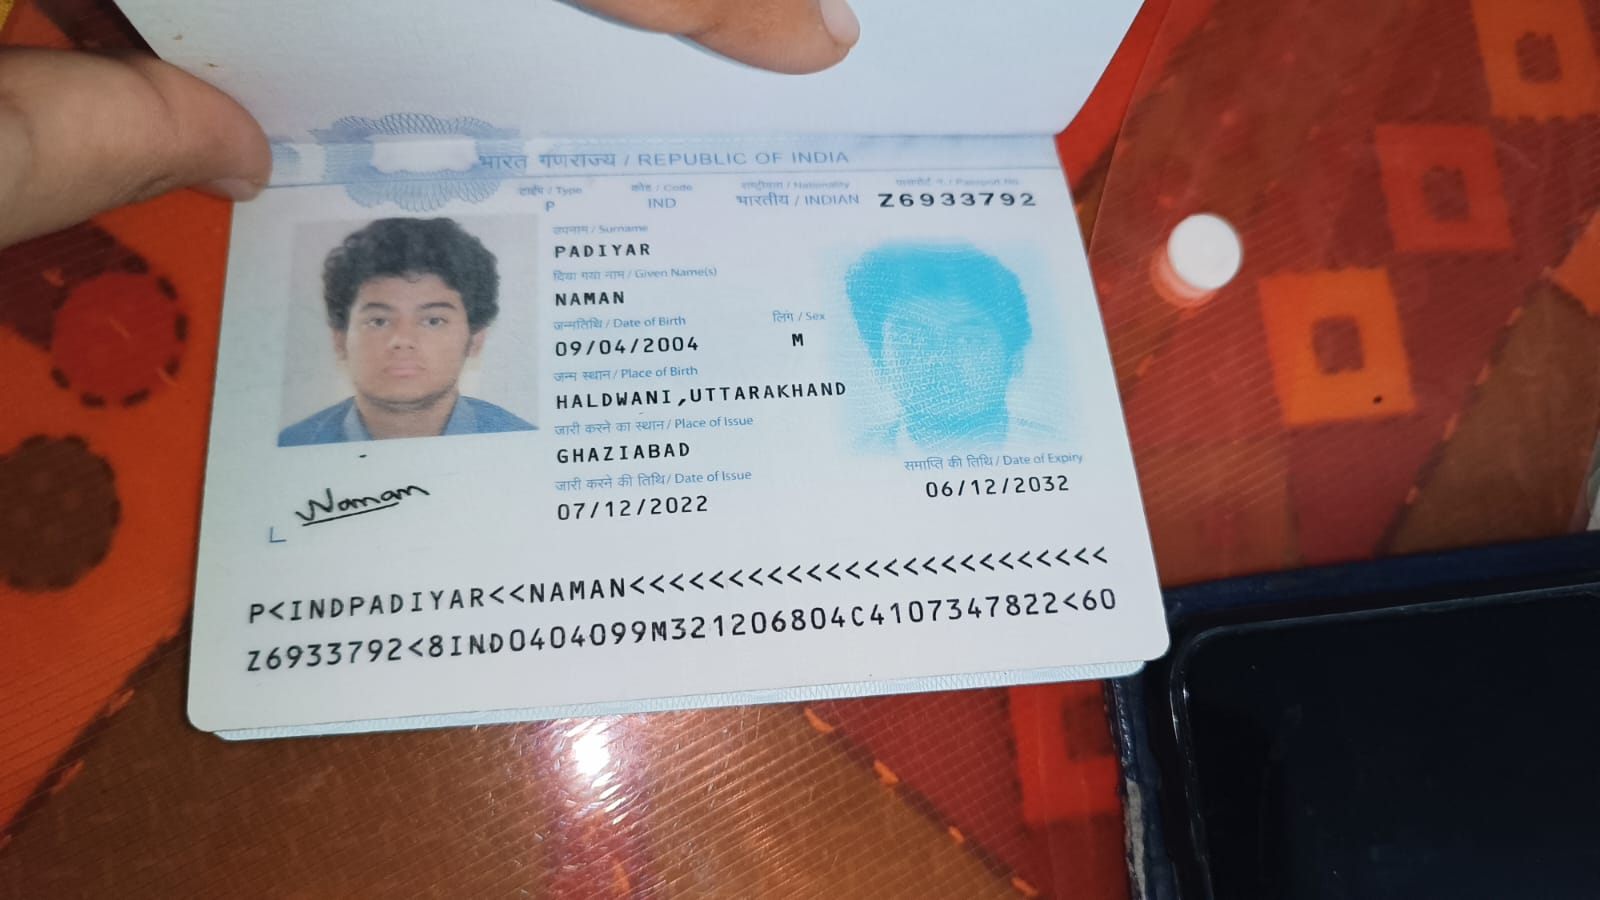 भारत गणराज्य / REPUBLIC OF INDIA
टाईप / Type कोड / Code राष्ट्रीयता / Nationality पासपोर्ट नं. / Passport No.
P IND भारतीय / INDIAN Z6933792
उपनाम / Surname
PADIYAR
दिया गया नाम / Given Name(s)
NAMAN
जन्मतिथि / Date of Birth लिंग / Sex
09/04/2004 M
जन्म स्थान / Place of Birth
HALDWANI,UTTARAKHAND
जारी करने का स्थान / Place of Issue
GHAZIABAD
जारी करने की तिथि / Date of Issue समाप्ति की तिथि / Date of Expiry
07/12/2022 06/12/2032
Naman
P<INDPADIYAR<<NAMAN<<<<<<<<<<<<<<<<<<<<<<<<<
Z6933792<8IND0404099M321206804C4107347822<60